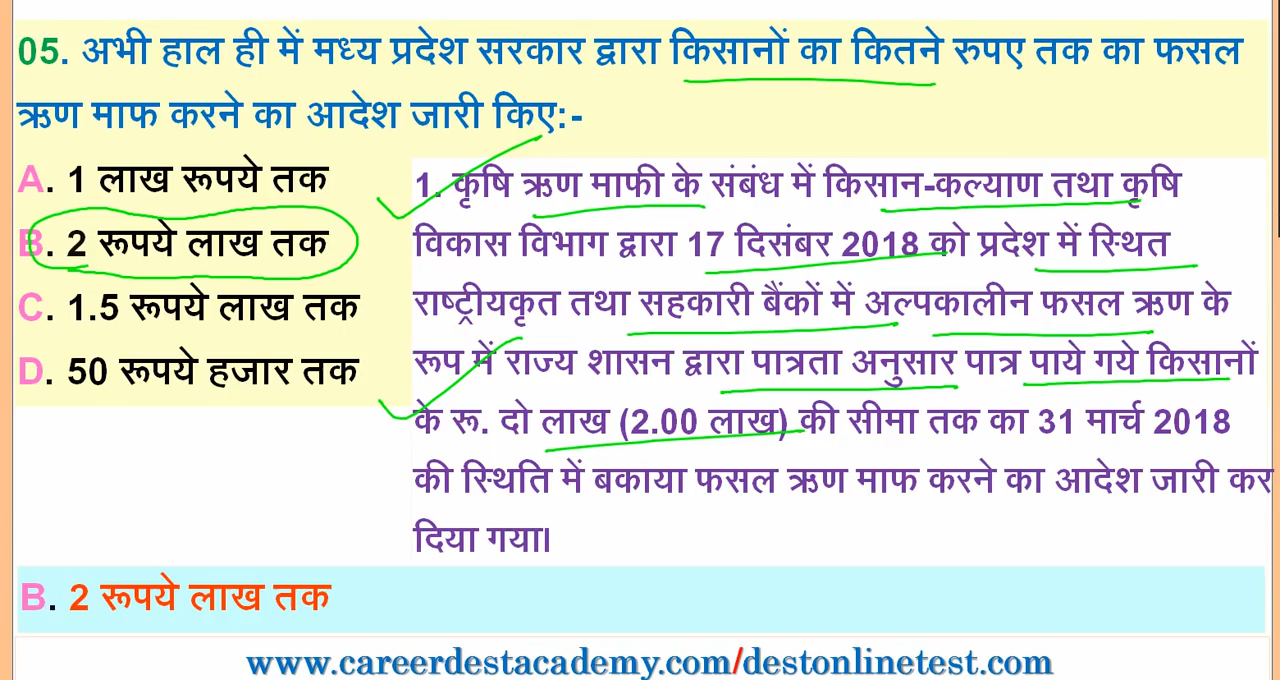 05. अभी हाल ही में मध्य प्रदेश सरकार द्वारा किसानों का कितने रुपए तक का फसल
ऋण माफ करने का आदेश जारी किए:-
A. 1 लाख रूपये तक
B. 2 रूपये लाख तक
C. 1.5 रूपये लाख तक
D. 50 रूपये हजार तक
1. कृषि ऋण माफी के संबंध में किसान-कल्याण तथा कृषि
विकास विभाग द्वारा 17 दिसंबर 2018 को प्रदेश में स्थित
राष्ट्रीयकृत तथा सहकारी बैंकों में अल्पकालीन फसल ऋण के
रूप में राज्य शासन द्वारा पात्रता अनुसार पात्र पाये गये किसानों
के रू. दो लाख (2.00 लाख) की सीमा तक का 31 मार्च 2018
की स्थिति में बकाया फसल ऋण माफ करने का आदेश जारी कर
दिया गया।
B. 2 रूपये लाख तक
www.careerdestacademy.com/destonlinetest.com